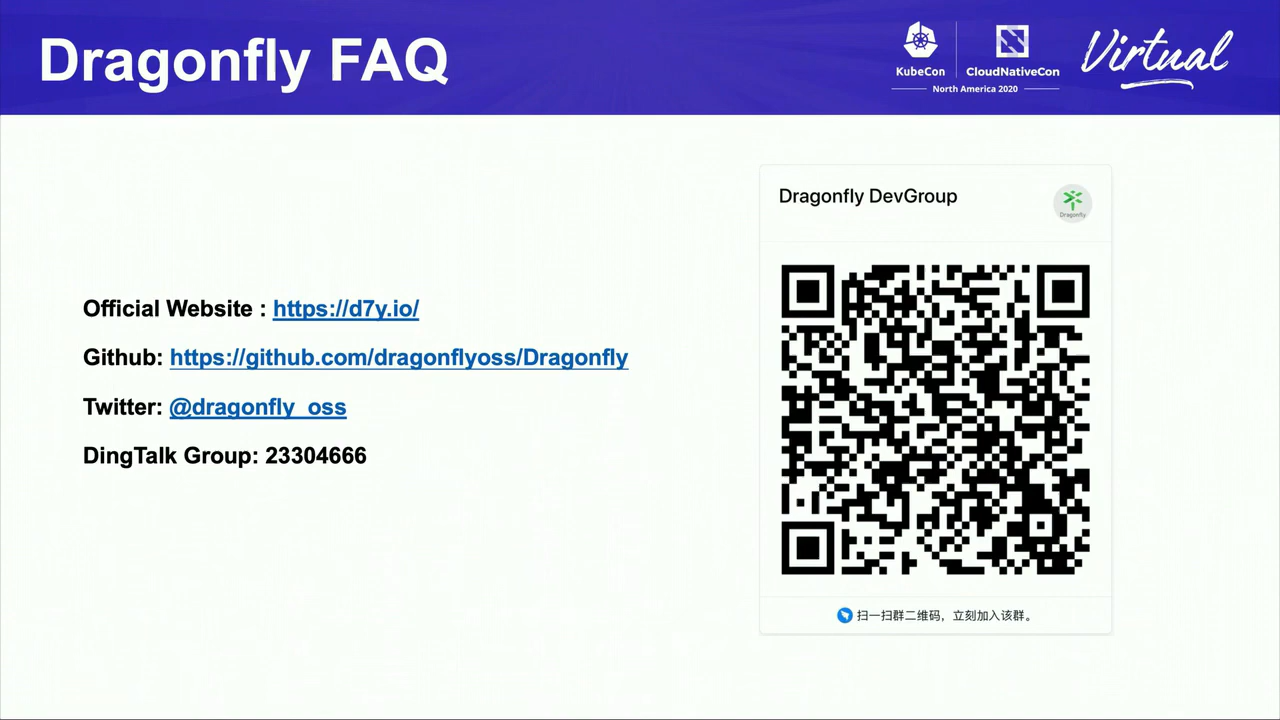 Dragonfly FAQ
KubeCon
CloudNativeCon
North America 2020
Virtual
Official Website : https://d7y.io/
Github: https://github.com/dragonflyoss/Dragonfly
Twitter: @dragonfly_oss
DingTalk Group: 23304666
Dragonfly DevGroup
Dragonfly
扫一扫群二维码，立刻加入该群。